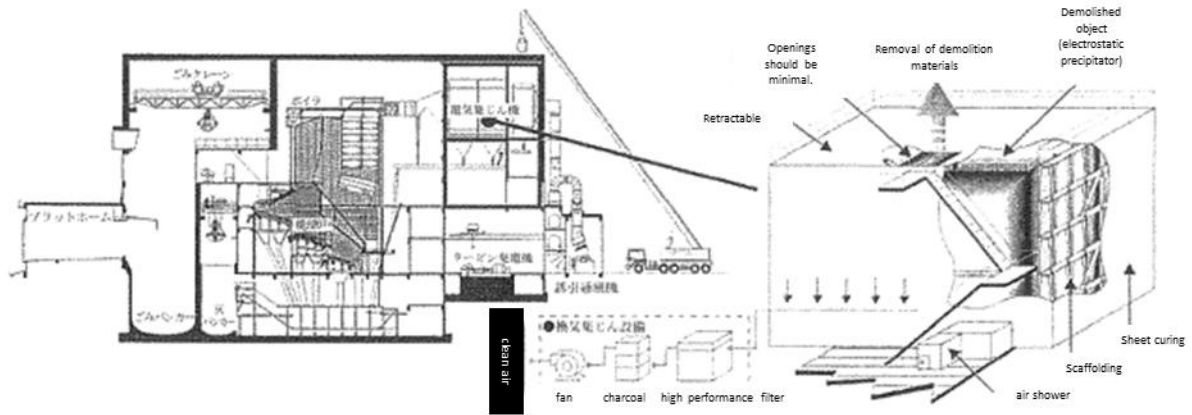 ごみクレーン
ボイラ
電気集じん機
プラットホーム
タービン発電機
誘引通風機
ごみバンカー
灰
バンカー
clean air
換気集じん設備
fan
charcoal
high performance filter
Openings
should be
minimal.
Removal of demolition
materials
Demolished
object
(electrostatic
precipitator)
Retractable
Sheet curing
Scaffolding
air shower